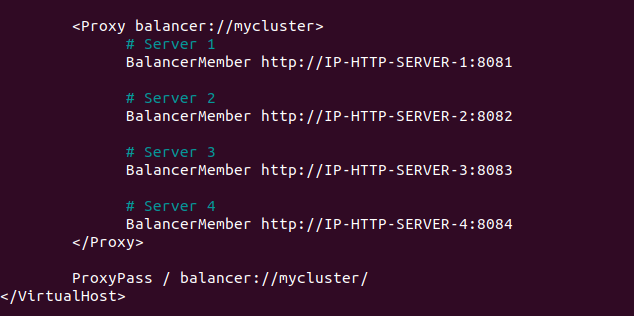 <Proxy balancer://mycluster>
# Server 1
BalancerMember http://IP-HTTP-SERVER-1:8081
# Server 2
BalancerMember http://IP-HTTP-SERVER-2:8082
# Server 3
BalancerMember http://IP-HTTP-SERVER-3:8083
# Server 4
BalancerMember http://IP-HTTP-SERVER-4:8084
</Proxy>
ProxyPass / balancer://mycluster/
</VirtualHost>